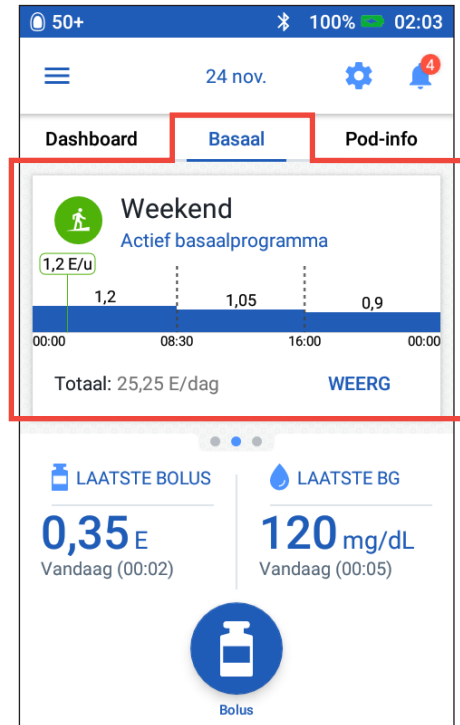 50+ 100% 02:03
24 nov. 4
Dashboard Basaal Pod-info
Weekend
Actief basaalprogramma
1,2 E/u
1,2 1,05 0,9
00:00 08:30 16:00 00:00
Totaal: 25,25 E/dag WEERG
LAATSTE BOLUS LAATSTE BG
0,35 E 120 mg/dL
Vandaag (00:02) Vandaag (00:05)
Bolus